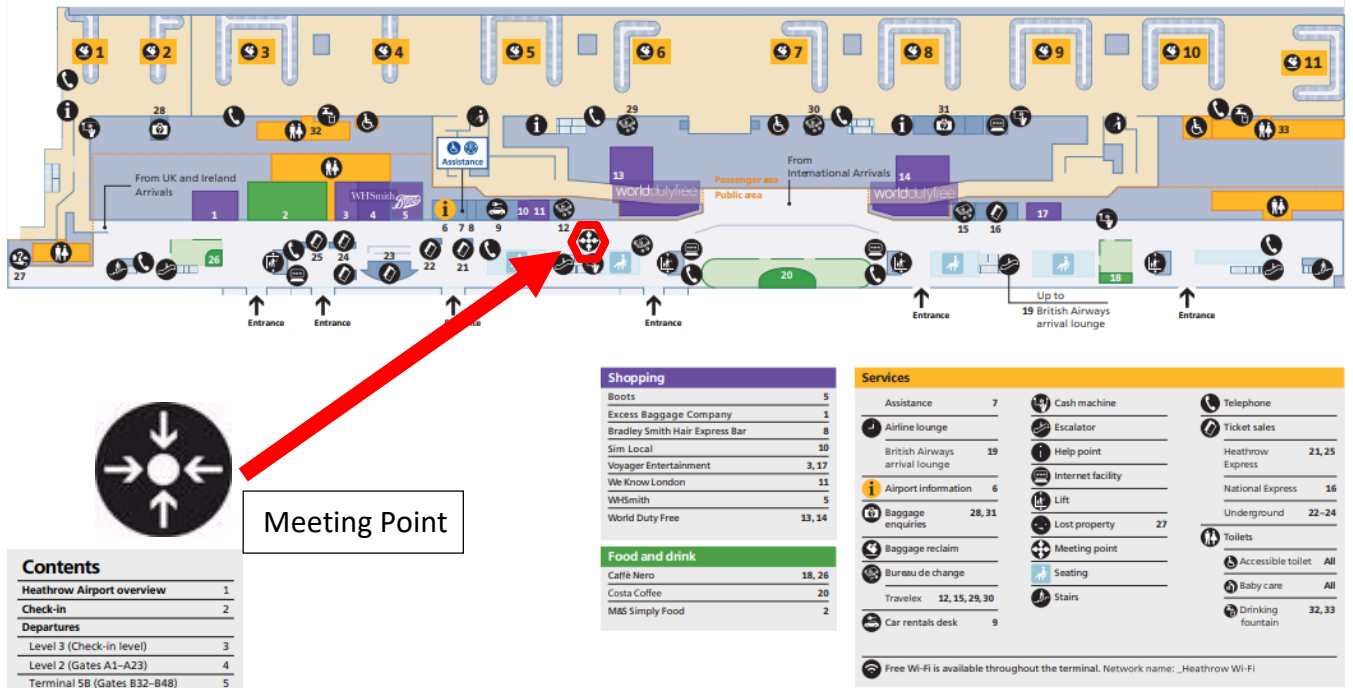 1
2
3
4
5
6
7
8
9
10
11
28
32
29
30
31
33
Assistance
From UK and Ireland
Arrivals
From
International Arrivals
Passenger area
Public area
WHSmith
Boots
worlddutyfree
worlddutyfree
13
14
1
2
3
4
5
6
7
8
9
10
11
12
15
16
17
27
26
25
24
23
22
21
20
18
Entrance
Entrance
Entrance
Entrance
Entrance
Entrance
Up to
19 British Airways
arrival lounge
Meeting Point
Contents
Heathrow Airport overview 1
Check-in 2
Departures
Level 3 (Check-in level) 3
Level 2 (Gates A1–A23) 4
Terminal 5B (Gates B32–B48) 5
Shopping
Boots 5
Excess Baggage Company 1
Bradley Smith Hair Express Bar 8
Sim Local 10
Voyager Entertainment 3, 17
We Know London 11
WHSmith 5
World Duty Free 13, 14
Food and drink
Caffè Nero 18, 26
Costa Coffee 20
M&S Simply Food 2
Services
Assistance 7
Airline lounge
British Airways 19
arrival lounge
Airport information 6
Baggage 28, 31
enquiries
Baggage reclaim
Bureau de change
Travelex 12, 15, 29, 30
Car rentals desk 9
Cash machine
Escalator
Help point
Internet facility
Lift
Lost property 27
Meeting point
Seating
Stairs
Telephone
Ticket sales
Heathrow 21, 25
Express
National Express 16
Underground 22–24
Toilets
Accessible toilet All
Baby care All
Drinking 32, 33
fountain
Free Wi-Fi is available throughout the terminal. Network name: _Heathrow Wi-Fi